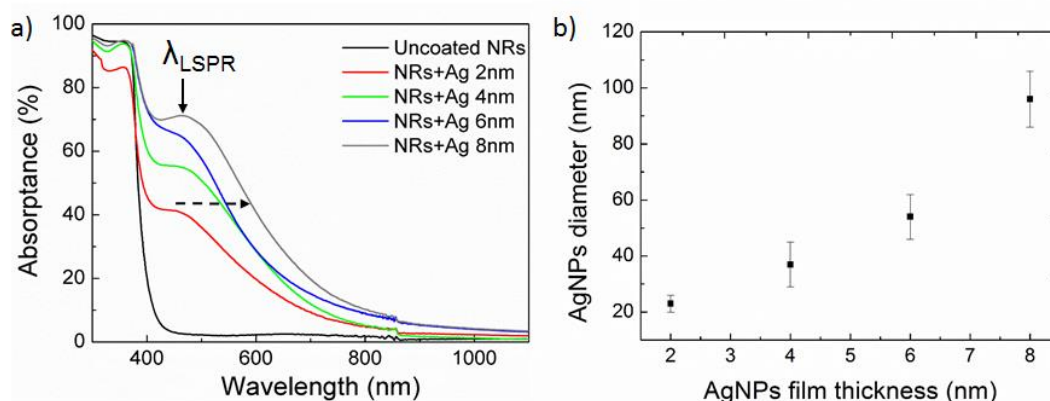 a)
λLSPR
Uncoated NRs
NRs+Ag 2nm
NRs+Ag 4nm
NRs+Ag 6nm
NRs+Ag 8nm
100
80
60
40
20
0
Absorptance (%)
400
600
800
1000
Wavelength (nm)
b)
120
100
80
60
40
20
AgNPs diameter (nm)
2
3
4
5
6
7
8
AgNPs film thickness (nm)